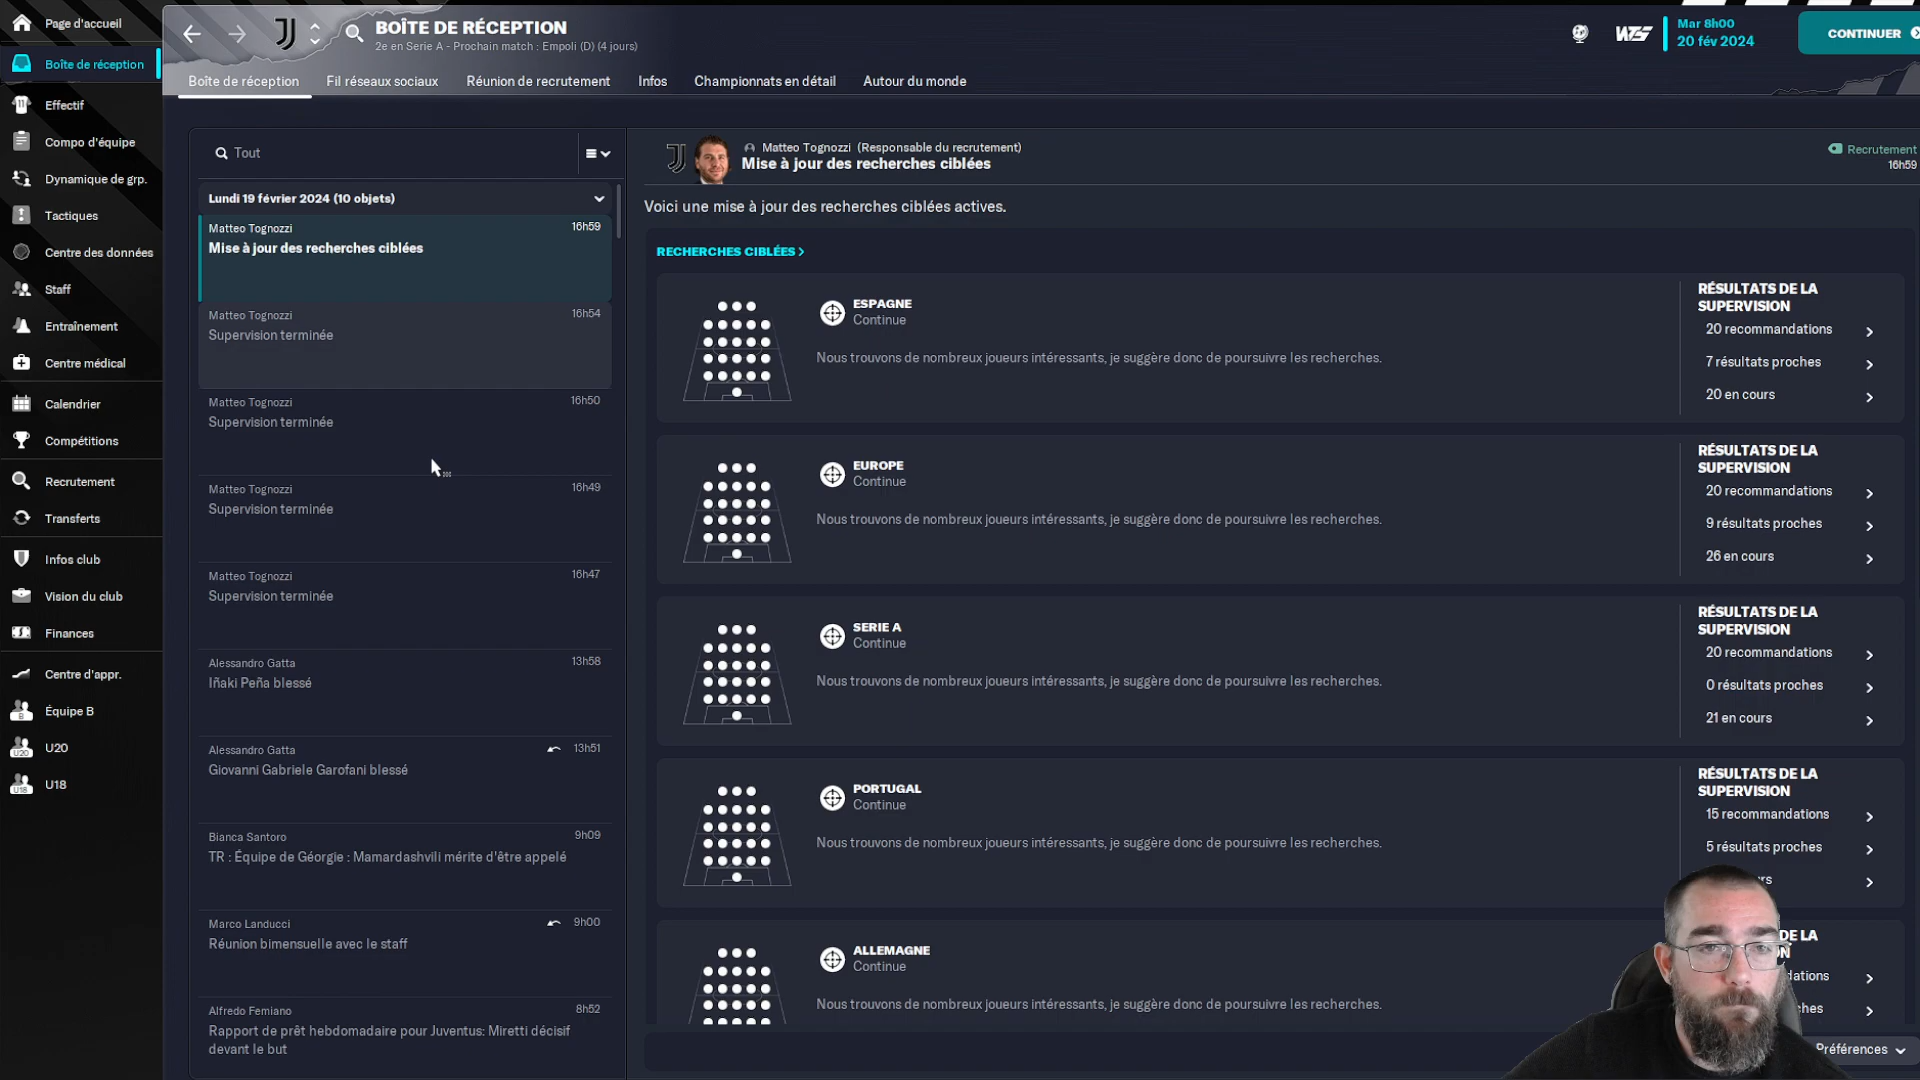 Page d'accueil
Boîte de réception
Effectif
Compo d'équipe
Dynamique de grp.
Tactiques
Centre des données
Staff
Entraînement
Centre médical
Calendrier
Compétitions
Recrutement
Transferts
Infos club
Vision du club
Finances
Centre d'appr.
Équipe B
U20
U18
BOÎTE DE RÉCEPTION
2e en Serie A - Prochain match : Empoli (D) (4 jours)
Mar 8h00
20 fév 2024
CONTINUER
Boîte de réception
Fil réseaux sociaux
Réunion de recrutement
Infos
Championnats en détail
Autour du monde
Tout
Lundi 19 février 2024 (10 objets)
Matteo Tognozzi 16h59
Mise à jour des recherches ciblées
Matteo Tognozzi 16h54
Supervision terminée
Matteo Tognozzi 16h50
Supervision terminée
Matteo Tognozzi 16h49
Supervision terminée
Matteo Tognozzi 16h47
Supervision terminée
Alessandro Gatta 13h58
Iñaki Peña blessé
Alessandro Gatta 13h51
Giovanni Gabriele Garofani blessé
Bianca Santoro 9h09
TR : Équipe de Géorgie : Mamardashvili mérite d'être appelé
Marco Landucci 9h00
Réunion bimensuelle avec le staff
Alfredo Femiano 8h52
Rapport de prêt hebdomadaire pour Juventus: Miretti décisif
devant le but
Matteo Tognozzi (Responsable du recrutement)
Mise à jour des recherches ciblées
Recrutement
16h59
Voici une mise à jour des recherches ciblées actives.
RECHERCHES CIBLÉES >
ESPAGNE
Continue
Nous trouvons de nombreux joueurs intéressants, je suggère donc de poursuivre les recherches.
RÉSULTATS DE LA
SUPERVISION
20 recommandations
7 résultats proches
20 en cours
EUROPE
Continue
Nous trouvons de nombreux joueurs intéressants, je suggère donc de poursuivre les recherches.
RÉSULTATS DE LA
SUPERVISION
20 recommandations
9 résultats proches
26 en cours
SERIE A
Continue
Nous trouvons de nombreux joueurs intéressants, je suggère donc de poursuivre les recherches.
RÉSULTATS DE LA
SUPERVISION
20 recommandations
0 résultats proches
21 en cours
PORTUGAL
Continue
Nous trouvons de nombreux joueurs intéressants, je suggère donc de poursuivre les recherches.
RÉSULTATS DE LA
SUPERVISION
15 recommandations
5 résultats proches
ALLEMAGNE
Continue
Nous trouvons de nombreux joueurs intéressants, je suggère donc de poursuivre les recherches.
DE LA
Préférences